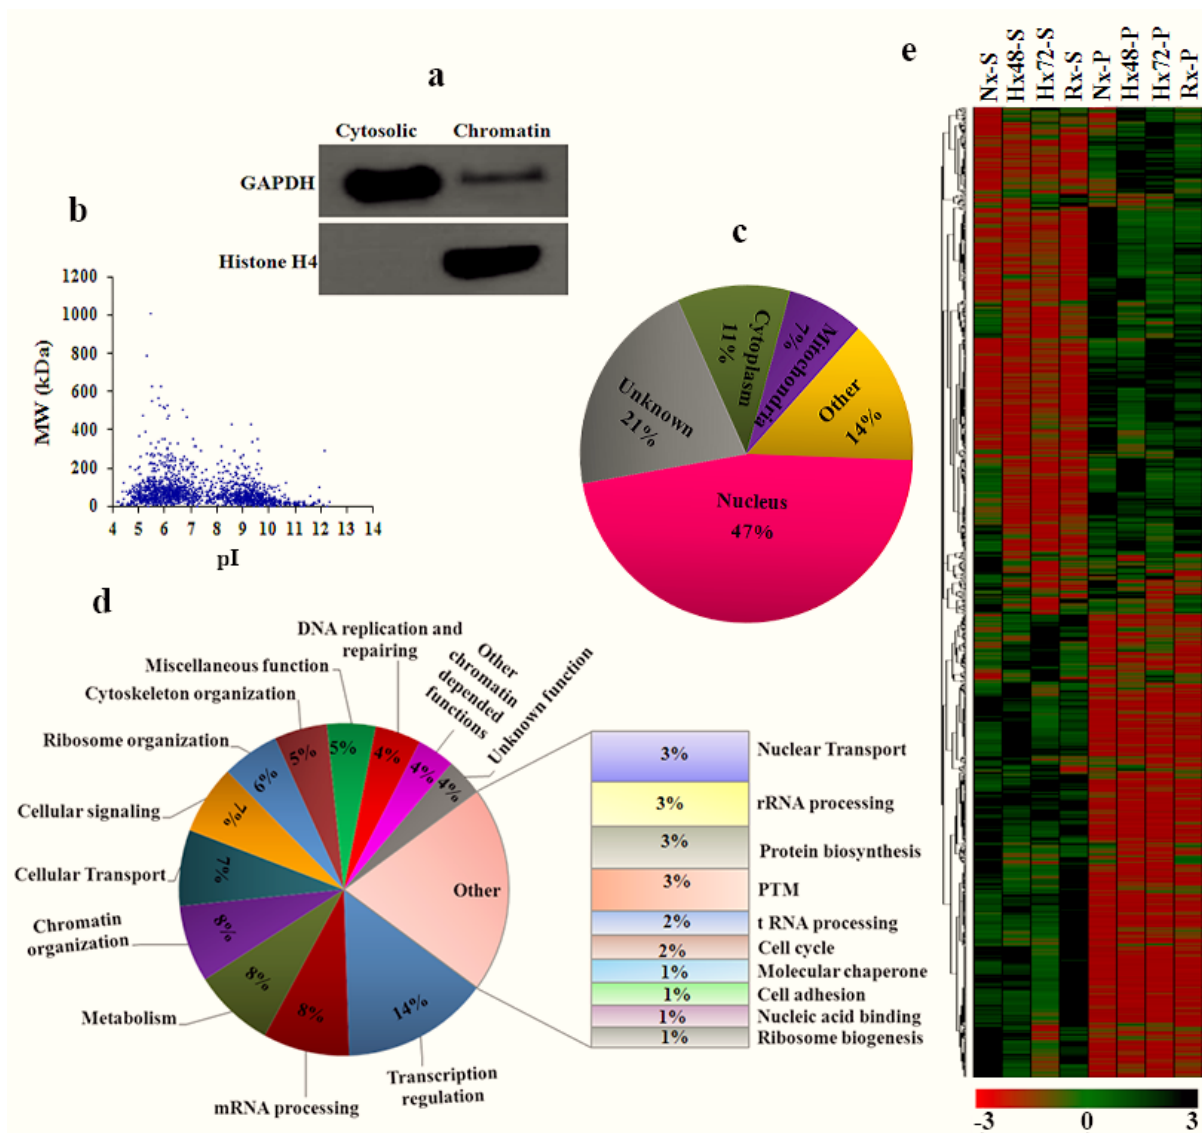 a
Cytosolic Chromatin
GAPDH
Histone H4
b
1200
1000
800
600
400
200
0
MW (kDa)
4 5 6 7 8 9 10 11 12 13 14
pI
c
Cytoplasm
11%
Mitochondria
7%
Other
14%
Unknown
21%
Nucleus
47%
d
DNA replication and
repairing
Miscellaneous function
Cytoskeleton organization
Ribosome organization
Cellular signaling
Cellular Transport
Chromatin
organization
Metabolism
mRNA processing
Transcription
regulation
Other
chromatin
depended
functions
Unknown function
4%
4%
4%
5%
5%
6%
7%
7%
8%
8%
8%
14%
Other
3% Nuclear Transport
3% rRNA processing
3% Protein biosynthesis
3% PTM
2% t RNA processing
2% Cell cycle
1% Molecular chaperone
1% Cell adhesion
1% Nucleic acid binding
1% Ribosome biogenesis
e
Nx-S
Hx48-S
Hx72-S
Rx-S
Nx-P
Hx48-P
Hx72-P
Rx-P
-3 0 3